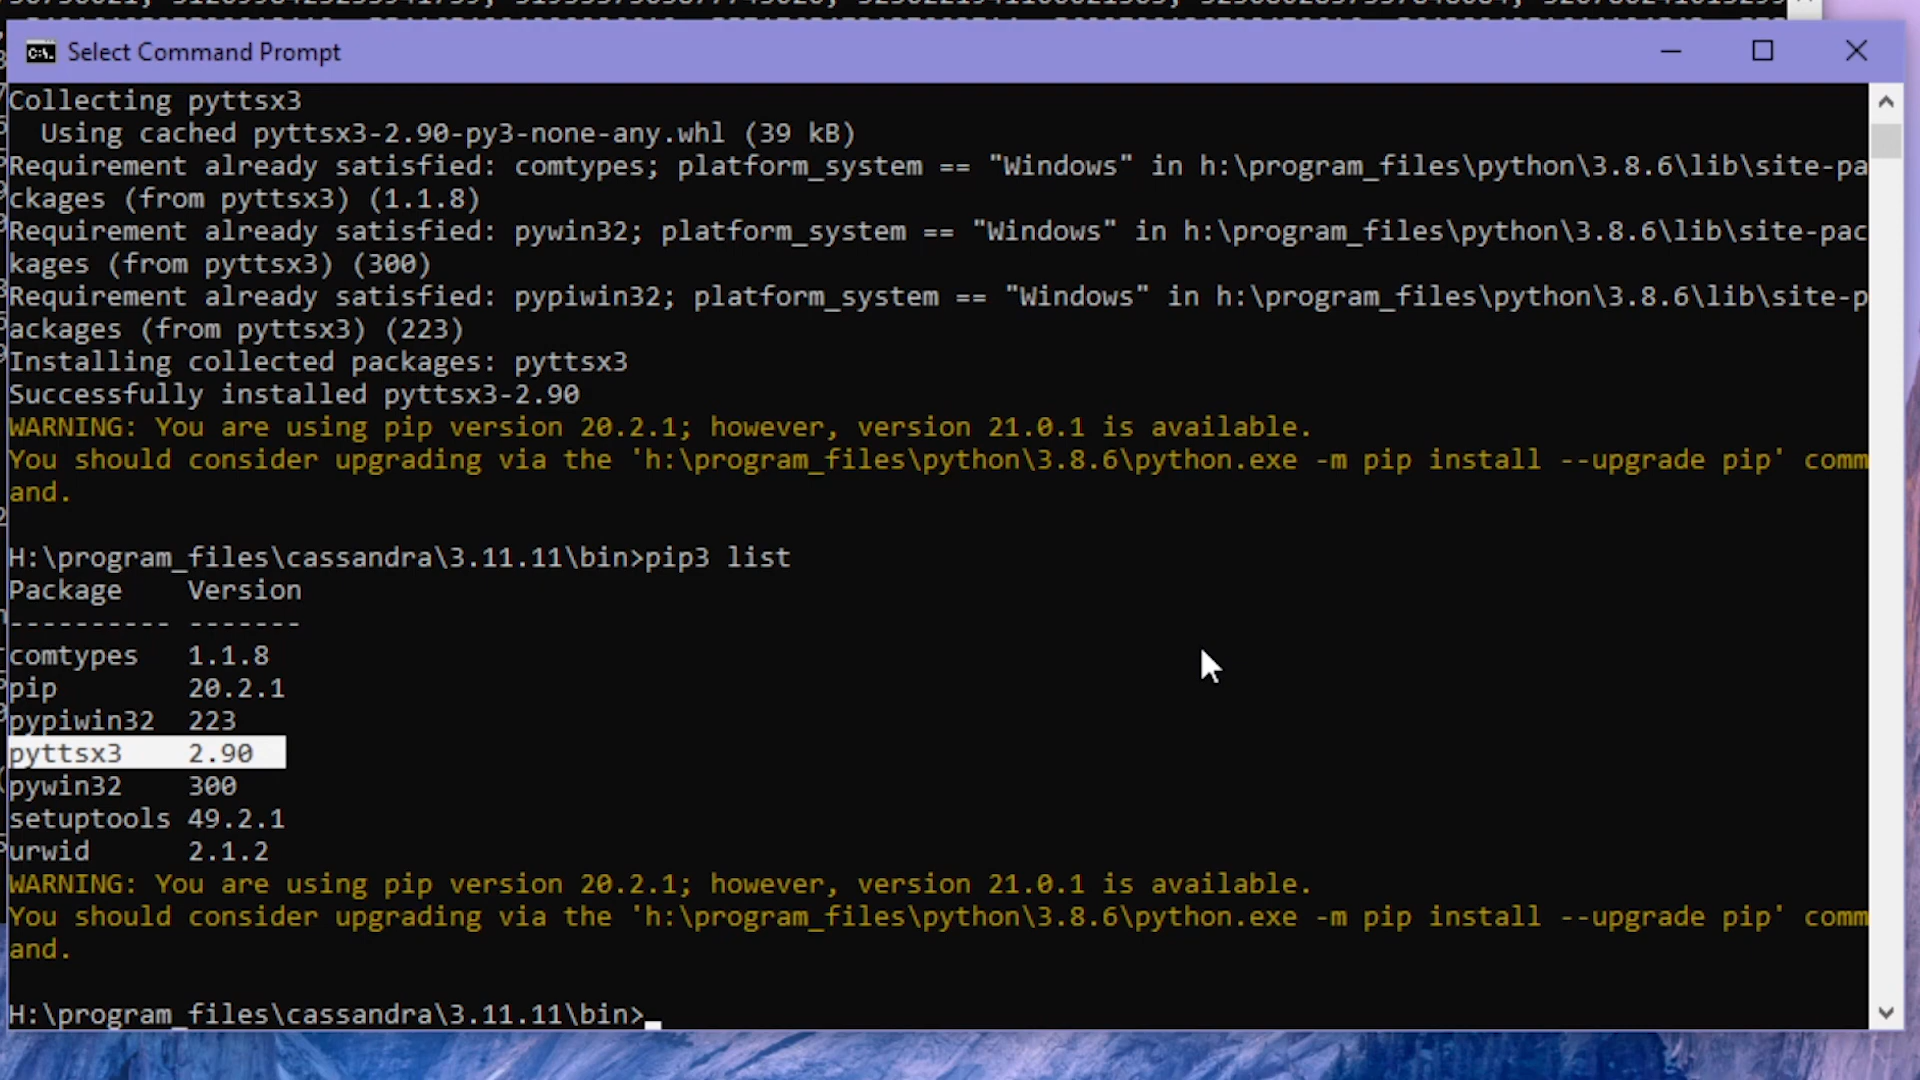 Select Command Prompt
Collecting pyttsx3
Using cached pyttsx3-2.90-py3-none-any.whl (39 kB)
Requirement already satisfied: comtypes; platform_system == "Windows" in h:\program_files\python\3.8.6\lib\site-pa
ckages (from pyttsx3) (1.1.8)
Requirement already satisfied: pywin32; platform_system == "Windows" in h:\program_files\python\3.8.6\lib\site-pac
kages (from pyttsx3) (300)
Requirement already satisfied: pypiwin32; platform_system == "Windows" in h:\program_files\python\3.8.6\lib\site-p
ackages (from pyttsx3) (223)
Installing collected packages: pyttsx3
Successfully installed pyttsx3-2.90
WARNING: You are using pip version 20.2.1; however, version 21.0.1 is available.
You should consider upgrading via the 'h:\program_files\python\3.8.6\python.exe -m pip install --upgrade pip' comm
and.
H:\program_files\cassandra\3.11.11\bin>pip3 list
Package    Version
---------- -------
comtypes   1.1.8
pip        20.2.1
pypiwin32  223
pyttsx3    2.90
pywin32    300
setuptools 49.2.1
urwid      2.1.2
WARNING: You are using pip version 20.2.1; however, version 21.0.1 is available.
You should consider upgrading via the 'h:\program_files\python\3.8.6\python.exe -m pip install --upgrade pip' comm
and.
H:\program_files\cassandra\3.11.11\bin>